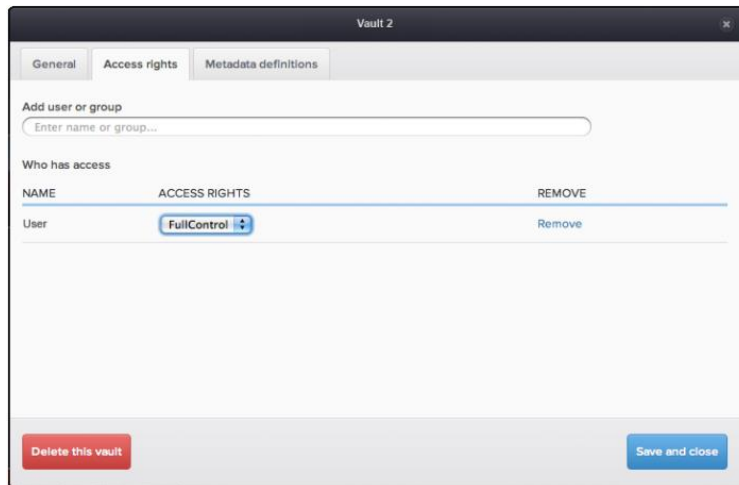 Vault 2
General Access rights Metadata definitions
Add user or group
Enter name or group...
Who has access
NAME ACCESS RIGHTS REMOVE
User FullControl Remove
Delete this vault Save and close